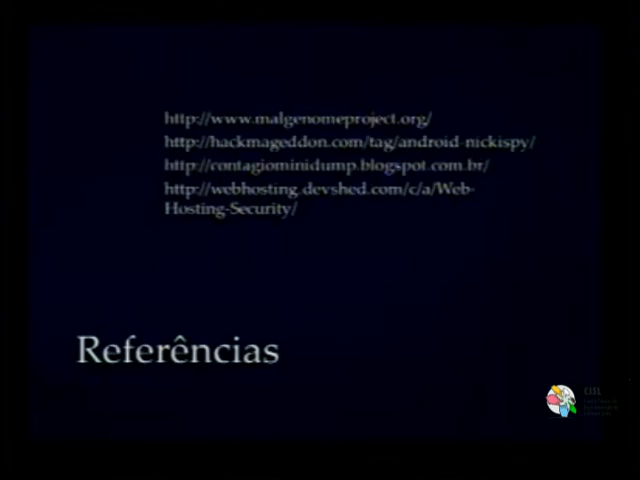 http://www.malgenomeproject.org/
http://hackmageddon.com/tag/android-nickispy/
http://contagiominidump.blogspot.com.br/
http://webhosting.devshed.com/c/a/Web-
Hosting-Security/
Referências
CISL